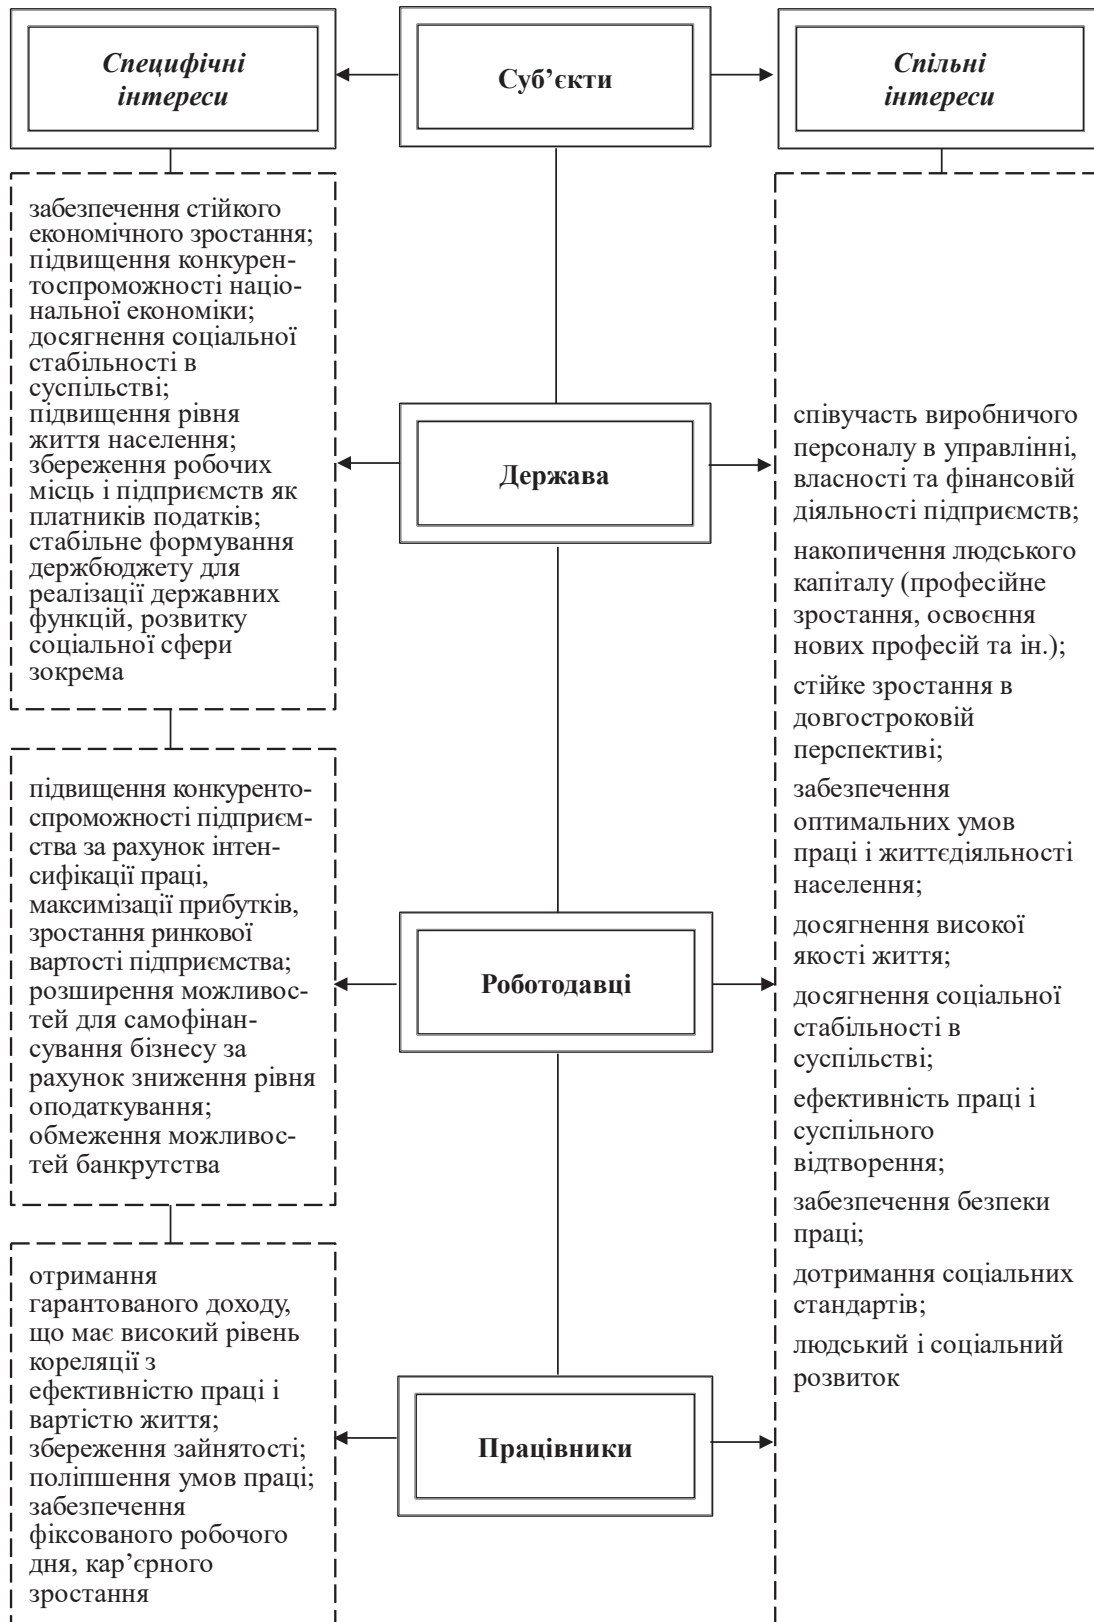 Специфічні
інтереси
Суб’єкти
Спільні
інтереси
забезпечення стійкого
економічного зростання;
підвищення конкурен-
тоспроможності націо-
нальної економіки;
досягнення соціальної
стабільності в
суспільстві;
підвищення рівня
життя населення;
збереження робочих
місць і підприємств як
платників податків;
стабільне формування
держбюджету для
реалізації державних
функцій, розвитку
соціальної сфери
зокрема
Держава
підвищення конкуренто-
спроможності підприєм-
ства за рахунок інтен-
сифікації праці,
максимізації прибутків,
зростання ринкової
вартості підприємства;
розширення можливос-
тей для самофінан-
сування бізнесу за
рахунок зниження рівня
оподаткування;
обмеження можливос-
тей банкрутства
Роботодавці
отримання
гарантованого доходу,
що має високий рівень
кореляції з
ефективністю праці і
вартістю життя;
збереження зайнятості;
поліпшення умов праці;
забезпечення
фіксованого робочого
дня, кар’єрного
зростання
Працівники
співучасть виробничого
персоналу в управлінні,
власності та фінансовій
діяльності підприємств;
накопичення людського
капіталу (професійне
зростання, освоєння
нових професій та ін.);
стійке зростання в
довгостроковій
перспективі;
забезпечення
оптимальних умов
праці і життєдіяльності
населення;
досягнення високої
якості життя;
досягнення соціальної
стабільності в
суспільстві;
ефективність праці і
суспільного
відтворення;
забезпечення безпеки
праці;
дотримання соціальних
стандартів;
людський і соціальний
розвиток